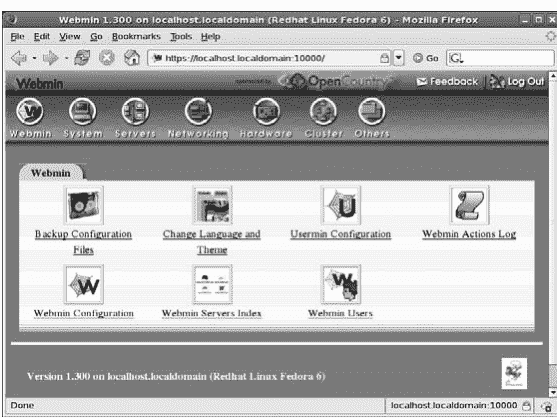 Webmin 1.300 on localhost.localdomain (Redhat Linux Fedora 6) - Mozilla Firefox
File Edit View Go Bookmarks Tools Help
https://localhost.localdomain:10000/ Go
Webmin sponsored by OpenCountry Feedback Log Out
Webmin System Servers Networking Hardware Cluster Others
Webmin
Backup Configuration Files
Change Language and Theme
Usermin Configuration
Webmin Actions Log
Webmin Configuration
Webmin Servers Index
Webmin Users
Version 1.300 on localhost.localdomain (Redhat Linux Fedora 6)
Done localhost.localdomain:10000